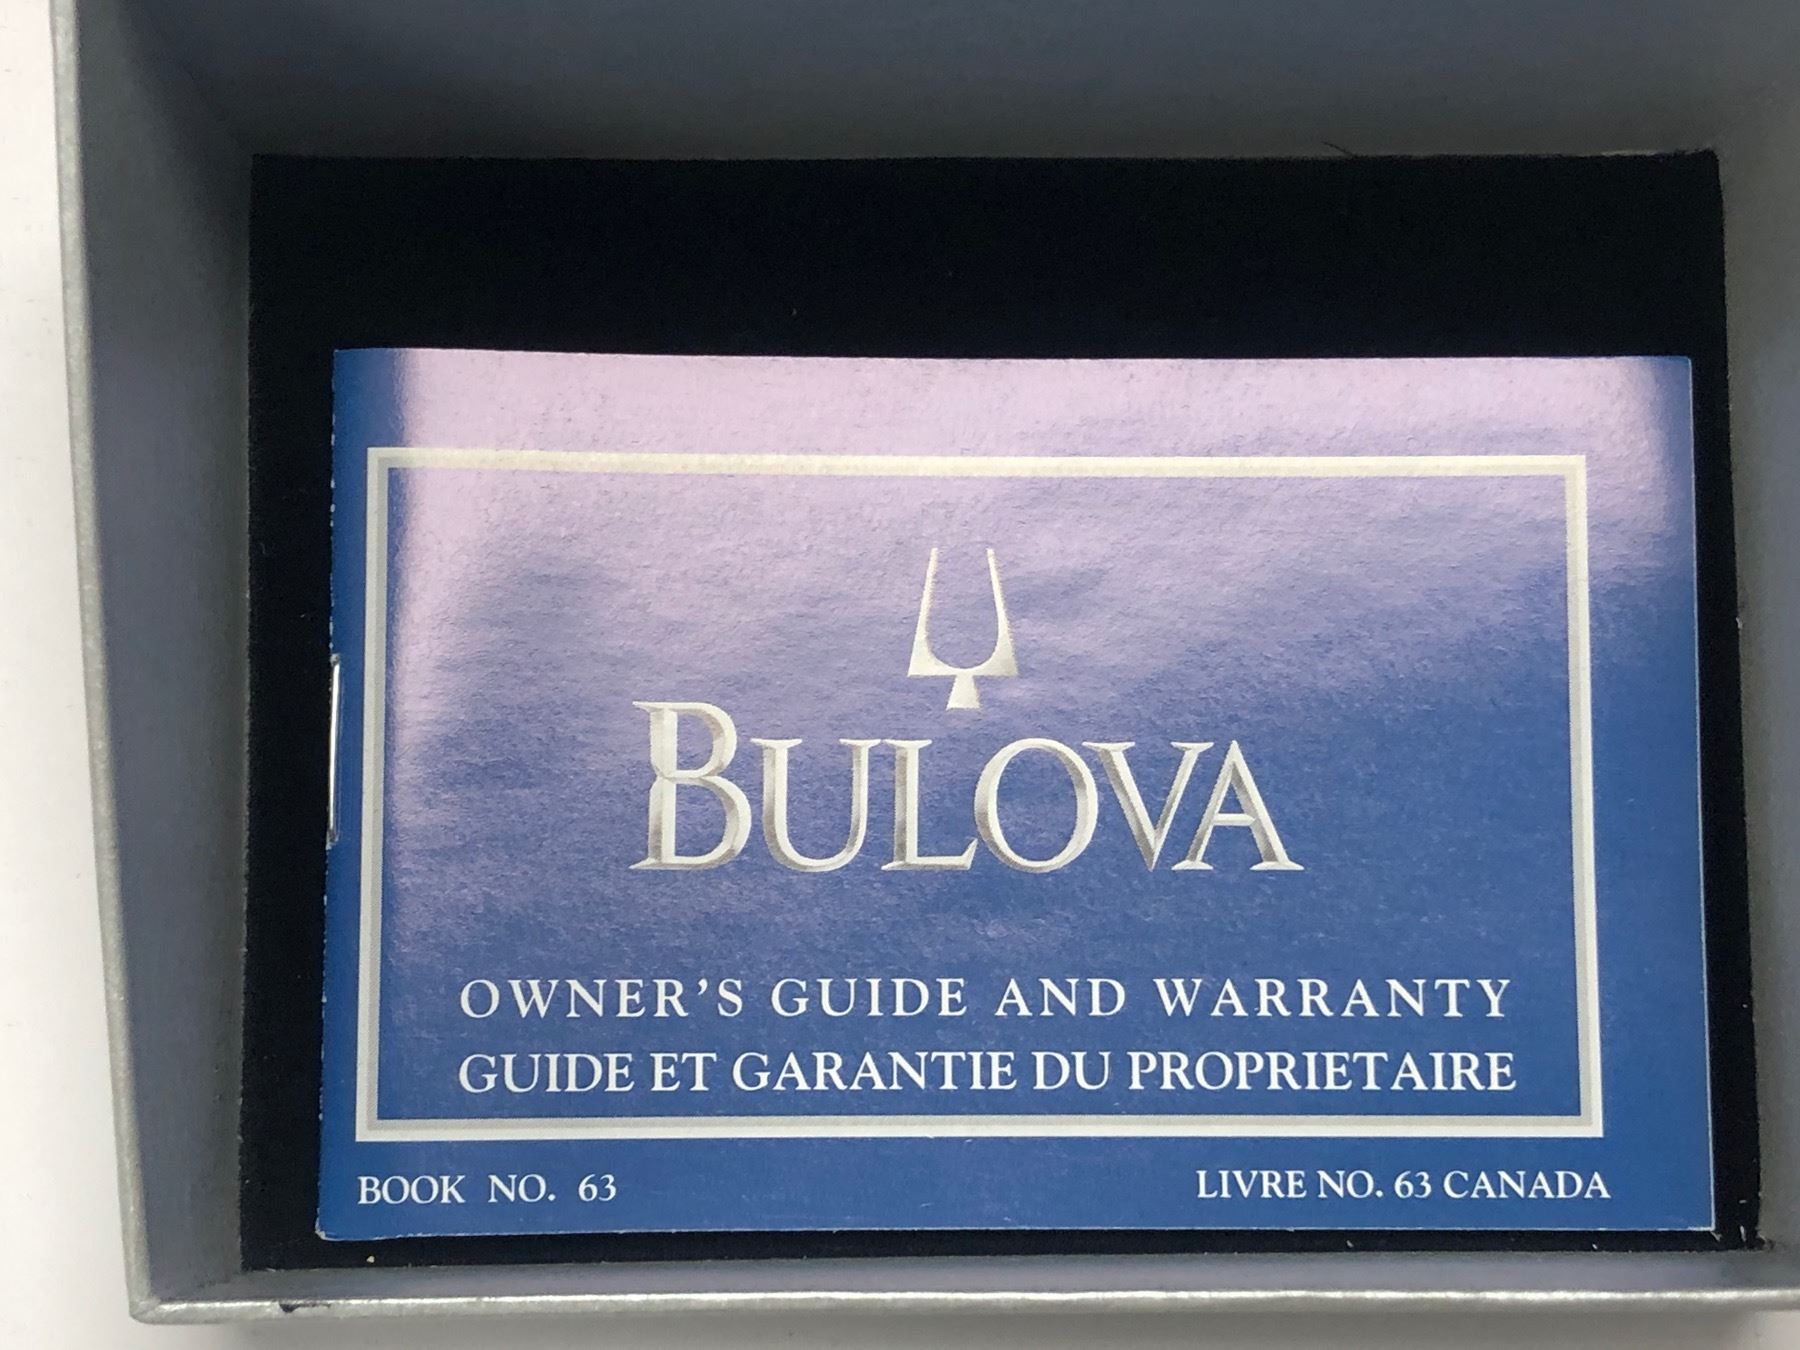 BULOVA
OWNER'S GUIDE AND WARRANTY
GUIDE ET GARANTIE DU PROPRIETAIRE
BOOK NO. 63
LIVRE NO. 63 CANADA